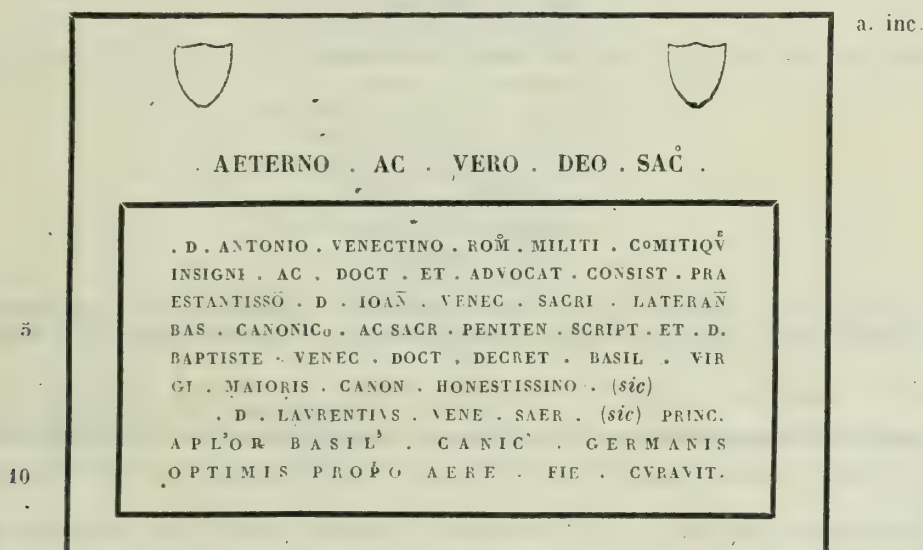 a. inc.
. AETERNO . AC . VERO . DEO . SAC̊ .
. D . ANTONIO . VENECTINO . ROM̊ . MILITI . CoMITIQVͤ
INSIGNI . AC . DOCT . ET . ADVOCAT . CONSIST . PRA
ESTANTISSŌ . D . IOAN̄ . VENEC . SACRI . LATERAN̄
5 BAS . CANONICo . AC SACR . PENITEN . SCRIPT . ET . D.
BAPTISTE . VENEC . DOCT . DECRET . BASIL . VIR
GI . MAIORIS . CANON . HONESTISSINO . (sic)
. D . LAVRENTIVS . VENE . SAER . (sic) PRINC.
APL'OR BASIL' . CANIC' . GERMANIS
10 OPTIMIS PROPO AERE . FIE . CVRAVIT.